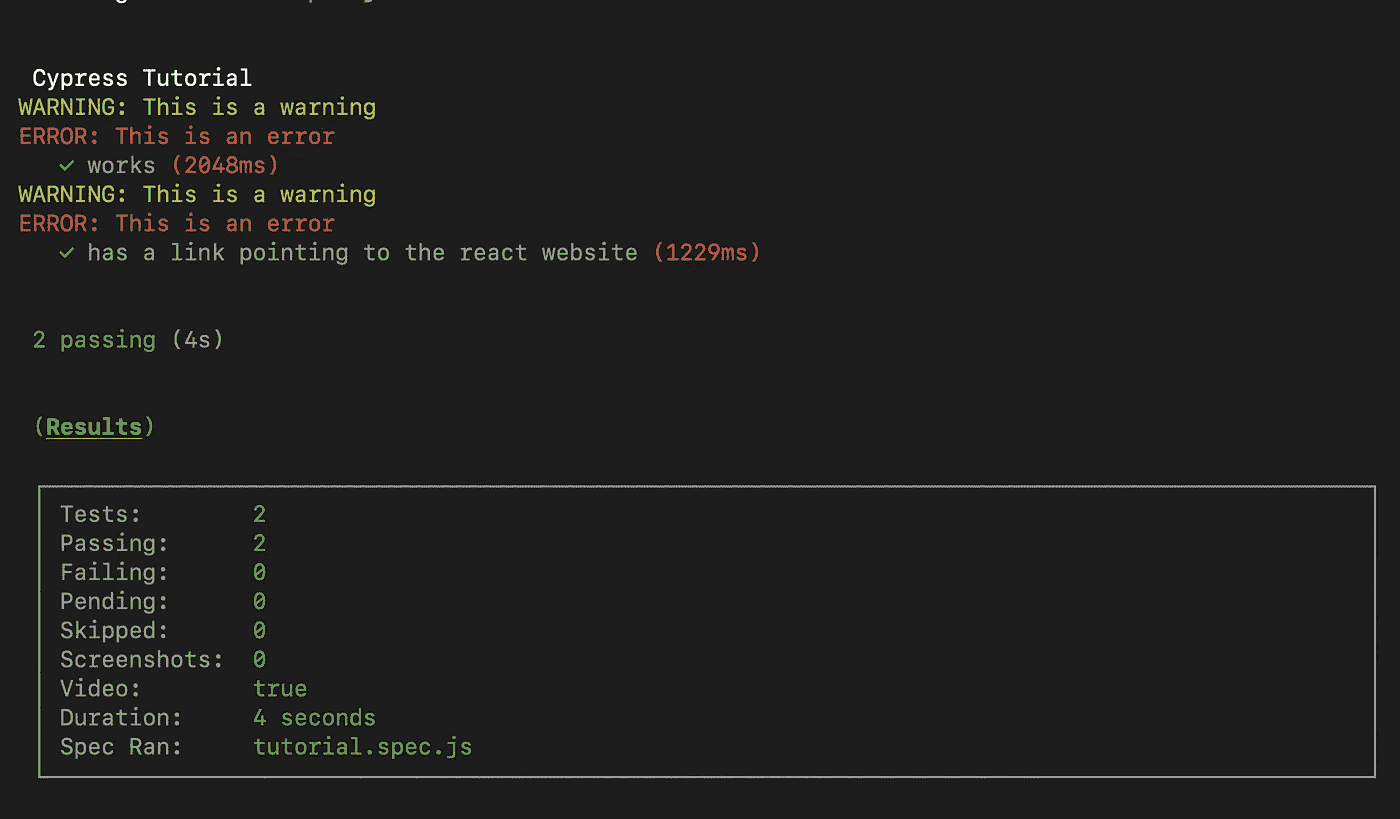 Cypress Tutorial
WARNING: This is a warning
ERROR: This is an error
✓ works (2048ms)
WARNING: This is a warning
ERROR: This is an error
✓ has a link pointing to the react website (1229ms)
2 passing (4s)
(Results)
Tests: 2
Passing: 2
Failing: 0
Pending: 0
Skipped: 0
Screenshots: 0
Video: true
Duration: 4 seconds
Spec Ran: tutorial.spec.js